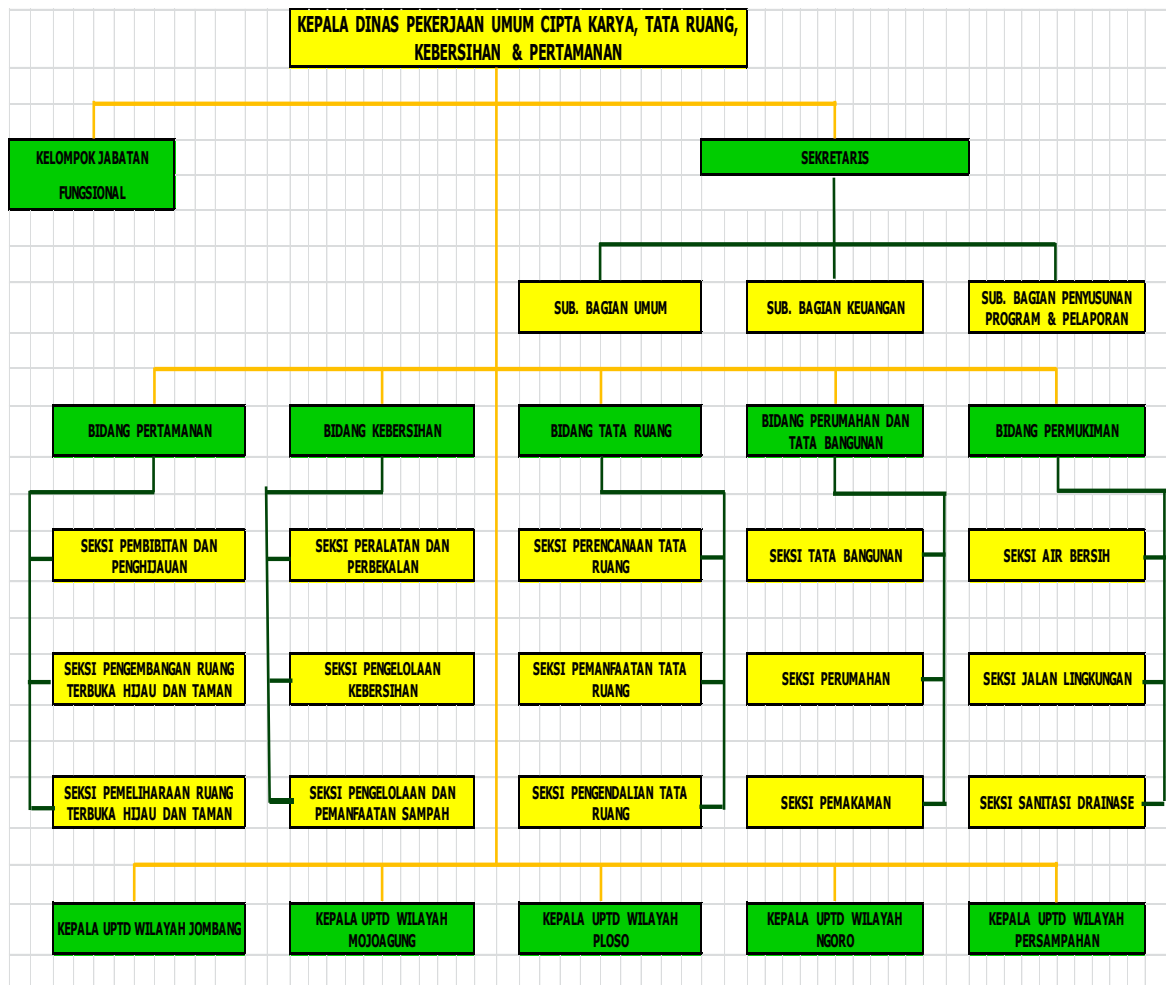 KEPALA DINAS PEKERJAAN UMUM CIPTA KARYA, TATA RUANG,
KEBERSIHAN & PERTAMANAN
KELOMPOK JABATAN
FUNGSIONAL
SEKRETARIS
SUB. BAGIAN UMUM
SUB. BAGIAN KEUANGAN
SUB. BAGIAN PENYUSUNAN
PROGRAM & PELAPORAN
BIDANG PERTAMANAN
BIDANG KEBERSIHAN
BIDANG TATA RUANG
BIDANG PERUMAHAN DAN
TATA BANGUNAN
BIDANG PERMUKIMAN
SEKSI PEMBIBITAN DAN
PENGHIJAUAN
SEKSI PERALATAN DAN
PERBEKALAN
SEKSI PERENCANAAN TATA
RUANG
SEKSI TATA BANGUNAN
SEKSI AIR BERSIH
SEKSI PENGEMBANGAN RUANG
TERBUKA HIJAU DAN TAMAN
SEKSI PENGELOLAAN
KEBERSIHAN
SEKSI PEMANFAATAN TATA
RUANG
SEKSI PERUMAHAN
SEKSI JALAN LINGKUNGAN
SEKSI PEMELIHARAAN RUANG
TERBUKA HIJAU DAN TAMAN
SEKSI PENGELOLAAN DAN
PEMANFAATAN SAMPAH
SEKSI PENGENDALIAN TATA
RUANG
SEKSI PEMAKAMAN
SEKSI SANITASI DRAINASE
KEPALA UPTD WILAYAH JOMBANG
KEPALA UPTD WILAYAH
MOJOAGUNG
KEPALA UPTD WILAYAH
PLOSO
KEPALA UPTD WILAYAH
NGORO
KEPALA UPTD WILAYAH
PERSAMPAHAN